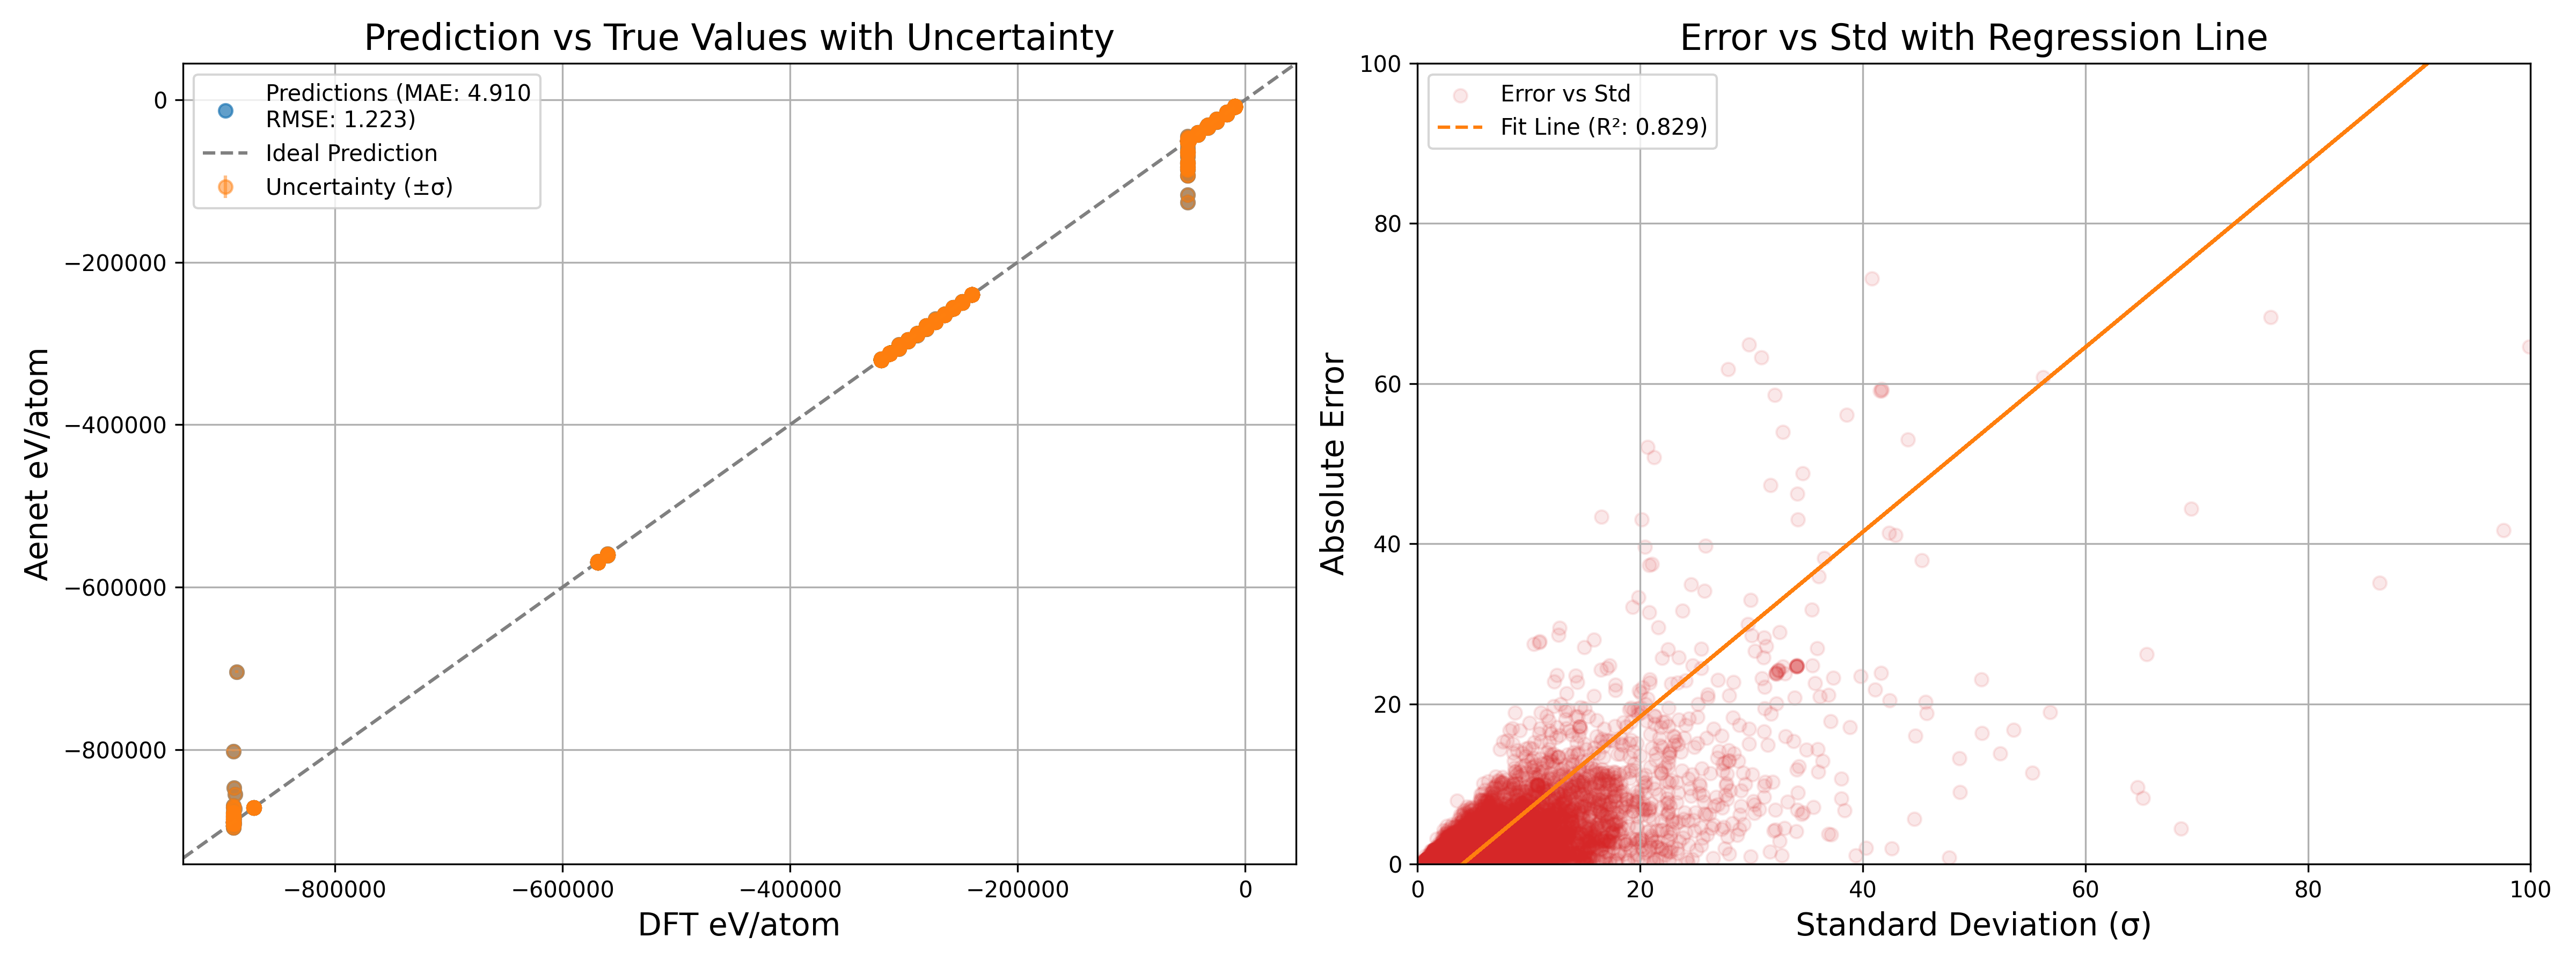 Prediction vs True Values with Uncertainty
Predictions (MAE: 4.910
RMSE: 1.223)
Ideal Prediction
Uncertainty (±σ)
0
−200000
−400000
−600000
−800000
Aenet eV/atom
−800000
−600000
−400000
−200000
0
DFT eV/atom
Error vs Std with Regression Line
Error vs Std
Fit Line (R²: 0.829)
100
80
60
40
20
0
Absolute Error
0
20
40
60
80
100
Standard Deviation (σ)